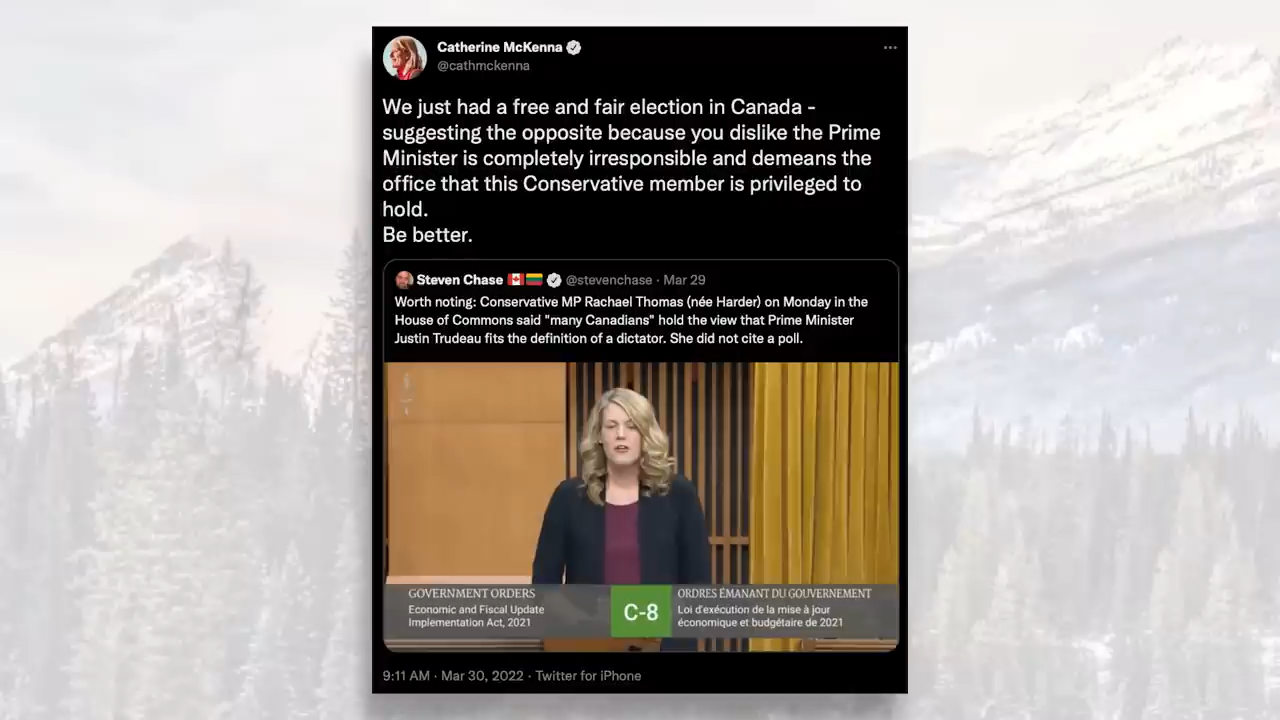 Catherine McKenna
@cathmckenna
We just had a free and fair election in Canada -
suggesting the opposite because you dislike the Prime
Minister is completely irresponsible and demeans the
office that this Conservative member is privileged to
hold.
Be better.
Steven Chase @stevenchase · Mar 29
Worth noting: Conservative MP Rachael Thomas (née Harder) on Monday in the
House of Commons said "many Canadians" hold the view that Prime Minister
Justin Trudeau fits the definition of a dictator. She did not cite a poll.
GOVERNMENT ORDERS
Economic and Fiscal Update
Implementation Act, 2021
C-8
ORDRES ÉMANANT DU GOUVERNEMENT
Loi d'exécution de la mise à jour
économique et budgétaire de 2021
9:11 AM · Mar 30, 2022 · Twitter for iPhone